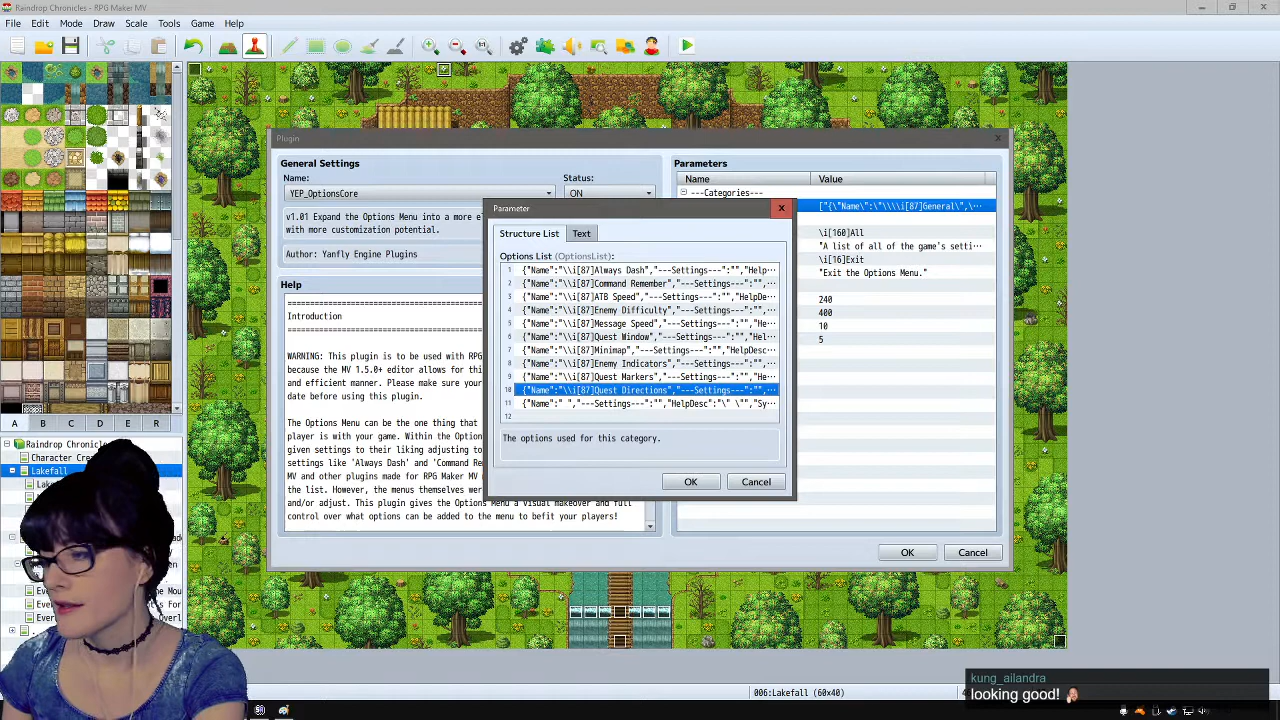 Raindrop Chronicles - RPG Maker MV
File Edit Mode Draw Scale Tools Game Help
Plugin
General Settings
Name:
Status:
YEP_OptionsCore
ON
v1.01 Expand the Options Menu into a more e
with more customization potential.
Author: Yanfly Engine Plugins
Help
================================================
Introduction
================================================
WARNING: This plugin is to be used with RPG
because the MV 1.5.0+ editor allows for thi
and efficient manner. Please make sure your
date before using this plugin.
The Options Menu can be the one thing that
player is with your game. Within the Option
given settings to their liking adjusting to
settings like 'Always Dash' and 'Command Re
MV and other plugins made for RPG Maker MV
the list. However, the menus themselves wer
and/or adjust. This plugin gives the Options Menu a visual makeover and full
control over what options can be added to the menu to befit your players!
Parameters
Name
Value
---Categories---
["{\"Name\":\"\\\\i[87]General\",\...
\i[160]All
"A list of all of the game's setti...
\i[16]Exit
"Exit the Options Menu."
240
400
10
5
OK
Cancel
Parameter
Structure List
Text
Options List (OptionsList):
1 {"Name":"\\i[87]Always Dash","---Settings---":"","Help...
2 {"Name":"\\i[87]Command Remember","---Settings---":"",...
3 {"Name":"\\i[87]ATB Speed","---Settings---":"","HelpDe...
4 {"Name":"\\i[87]Enemy Difficulty","---Settings---":"",...
5 {"Name":"\\i[87]Message Speed","---Settings---":"","He...
6 {"Name":"\\i[87]Quest Window","---Settings---":"","Hel...
7 {"Name":"\\i[87]Minimap","---Settings---":"","HelpDesc...
8 {"Name":"\\i[87]Enemy Indicators","---Settings---":"",...
9 {"Name":"\\i[87]Quest Markers","---Settings---":"","He...
10 {"Name":"\\i[87]Quest Directions","---Settings---":"",...
11 {"Name":" ","---Settings---":"","HelpDesc":"\" \"","Sy...
12
The options used for this category.
OK
Cancel
A B C D E R
Raindrop Chronicles
Character Cre
Lakefall
006:Lakefall (60x40)
kung_ailandra
looking good!